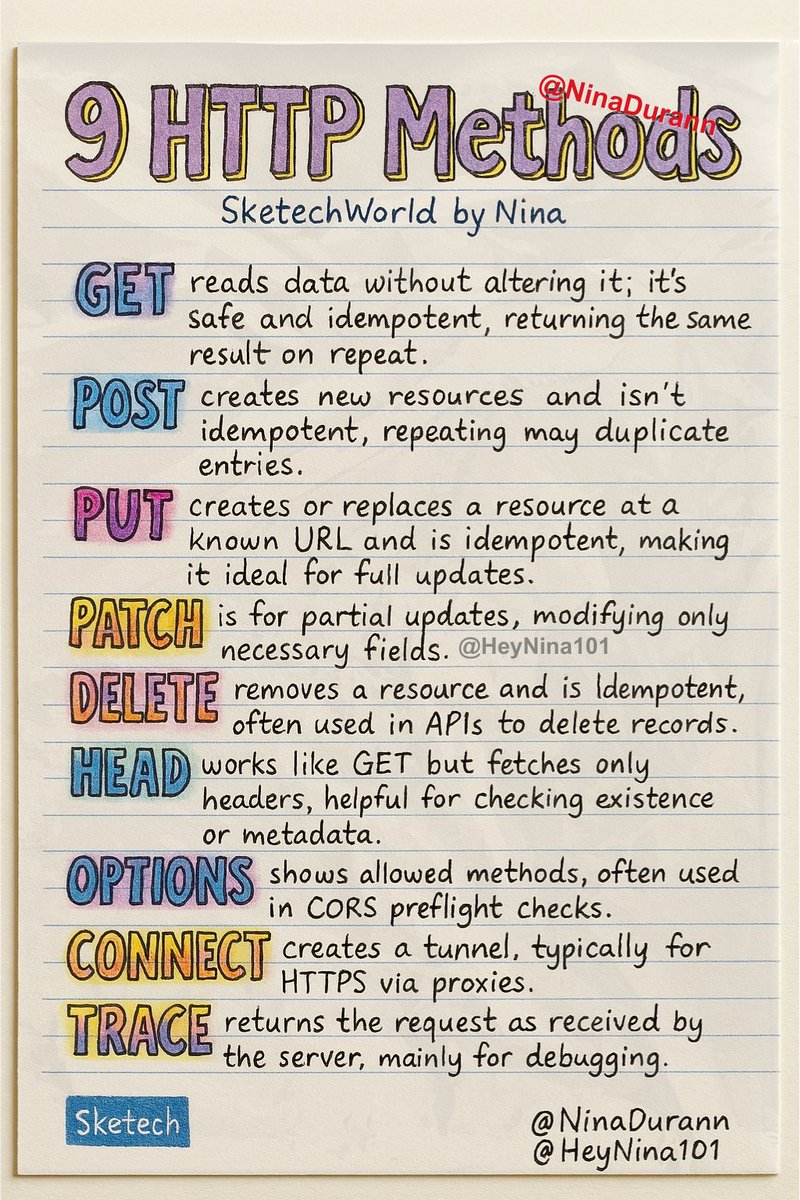 @NinaDurann
9 HTTP Methods
SketechWorld by Nina
GET reads data without altering it; it's
safe and idempotent, returning the same
result on repeat.
POST creates new resources and isn't
idempotent, repeating may duplicate
entries.
PUT creates or replaces a resource at a
known URL and is idempotent, making
it ideal for full updates.
PATCH is for partial updates, modifying only
necessary fields. @HeyNina101
DELETE removes a resource and is Idempotent,
often used in APIs to delete records.
HEAD works like GET but fetches only
headers, helpful for checking existence
or metadata.
OPTIONS shows allowed methods, often used
in CORS preflight checks.
CONNECT creates a tunnel, typically for
HTTPS via proxies.
TRACE returns the request as received by
the server, mainly for debugging.
Sketech
@NinaDurann
@HeyNina101